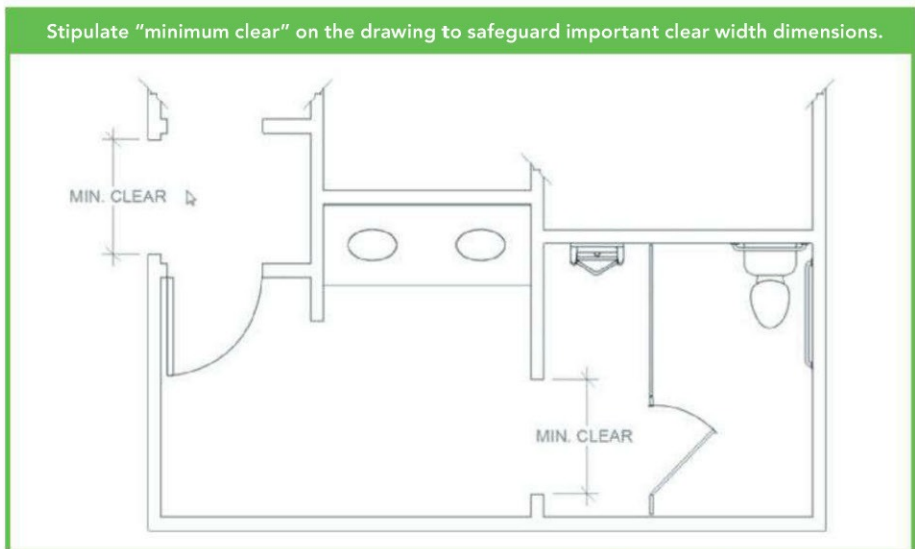 Stipulate "minimum clear" on the drawing to safeguard important clear width dimensions.
MIN. CLEAR
MIN. CLEAR